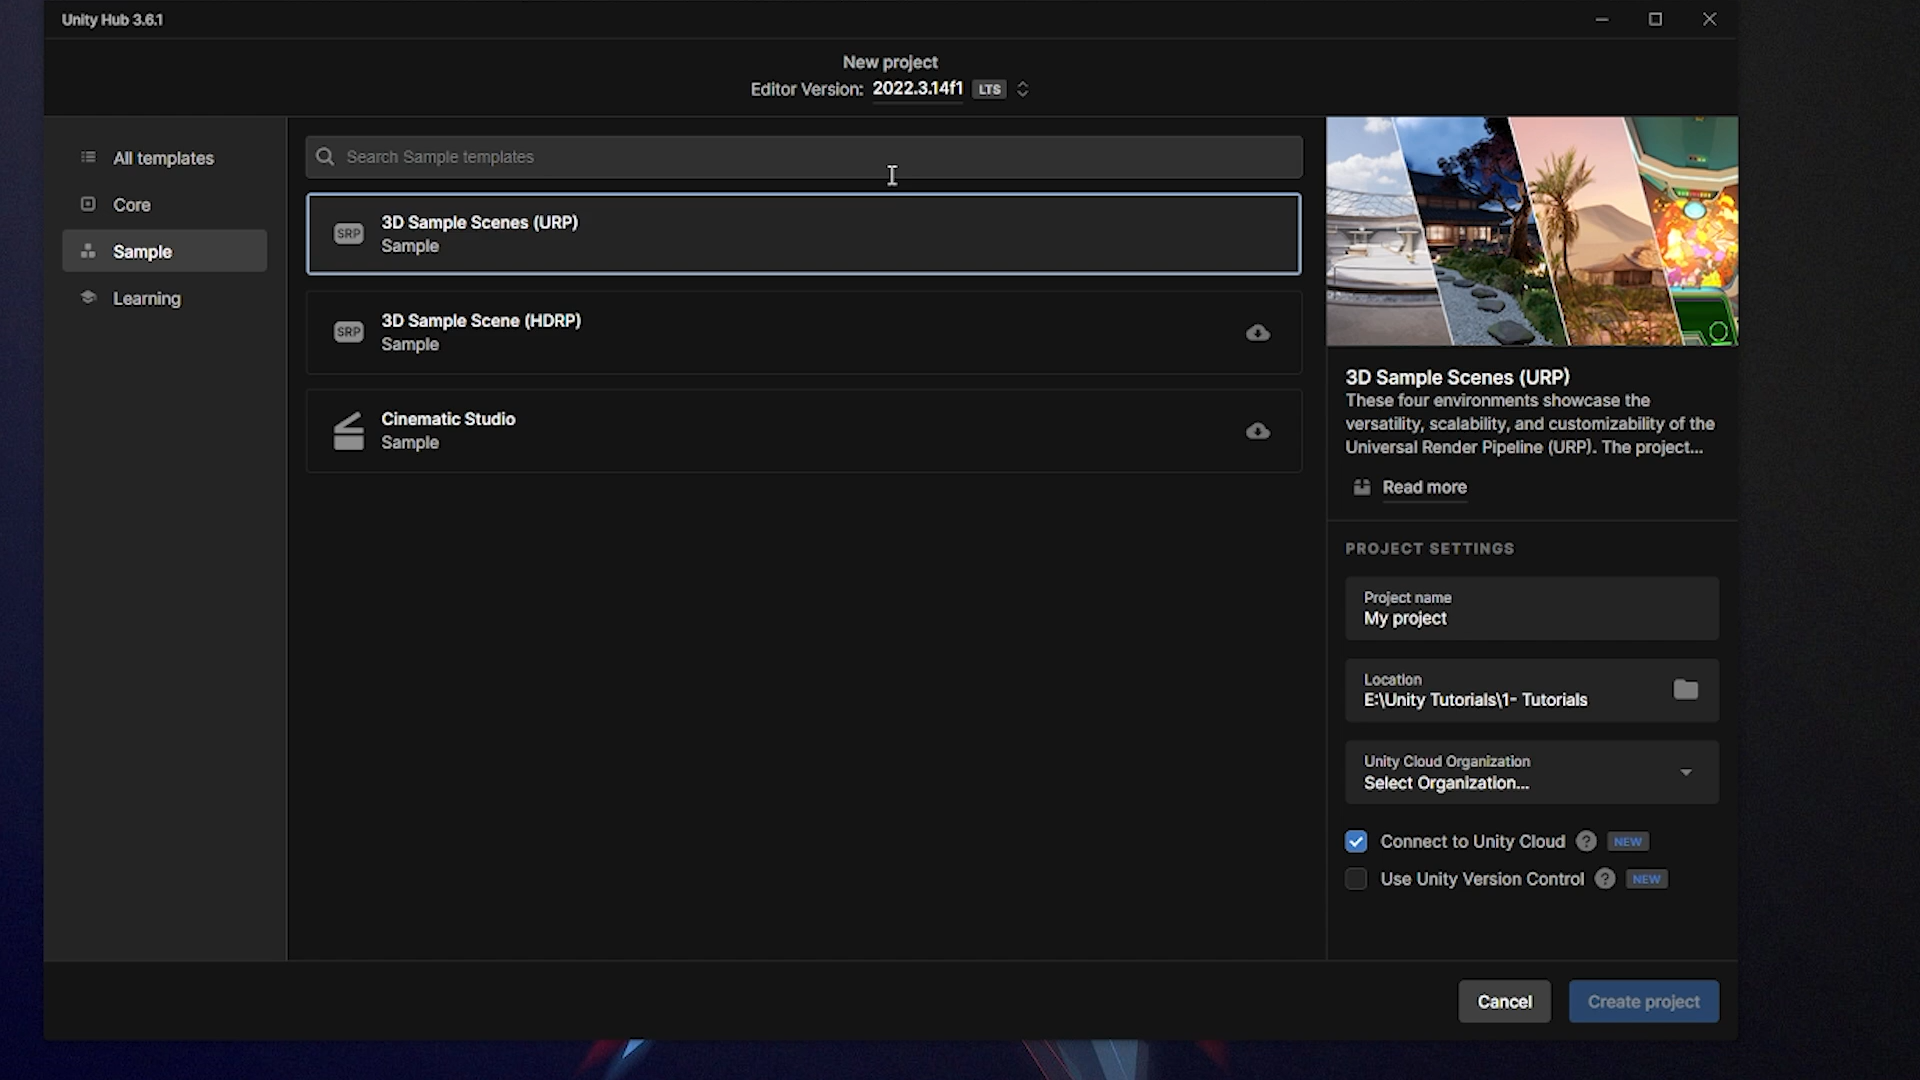 Unity Hub 3.6.1
New project
Editor Version: 2022.3.14f1 LTS
All templates
Core
Sample
Learning
Search Sample templates
SRP
3D Sample Scenes (URP)
Sample
SRP
3D Sample Scene (HDRP)
Sample
Cinematic Studio
Sample
3D Sample Scenes (URP)
These four environments showcase the
versatility, scalability, and customizability of the
Universal Render Pipeline (URP). The project...
Read more
PROJECT SETTINGS
Project name
My project
Location
E:\Unity Tutorials\1- Tutorials
Unity Cloud Organization
Select Organization...
Connect to Unity Cloud ? NEW
Use Unity Version Control ? NEW
Cancel
Create project